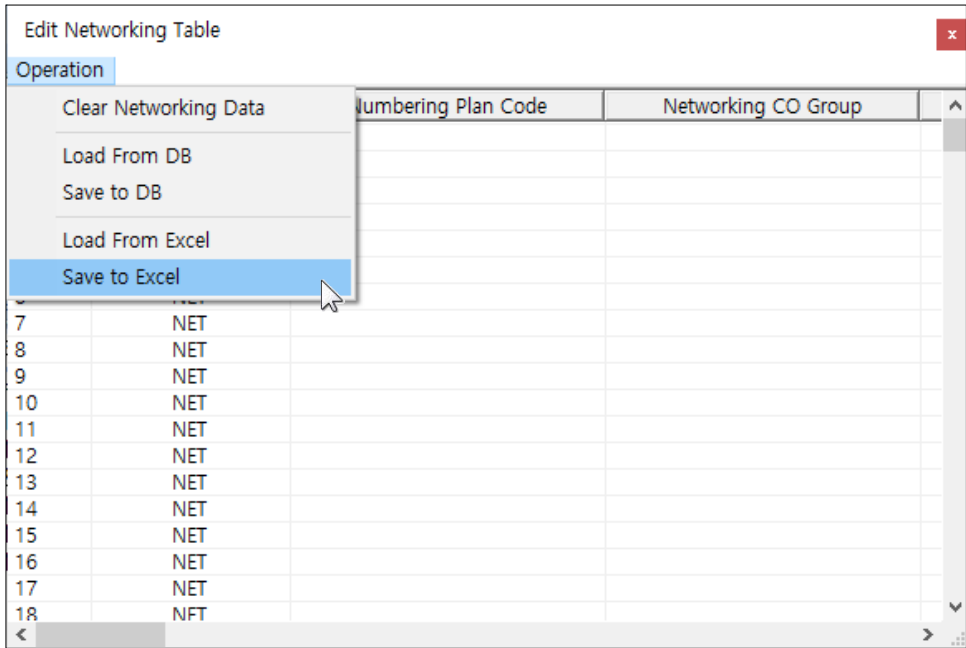 Edit Networking Table
x
Operation
Clear Networking Data
Load From DB
Save to DB
Load From Excel
Save to Excel
Numbering Plan Code Networking CO Group
7 NET
8 NET
9 NET
10 NET
11 NET
12 NET
13 NET
14 NET
15 NET
16 NET
17 NET
18 NET